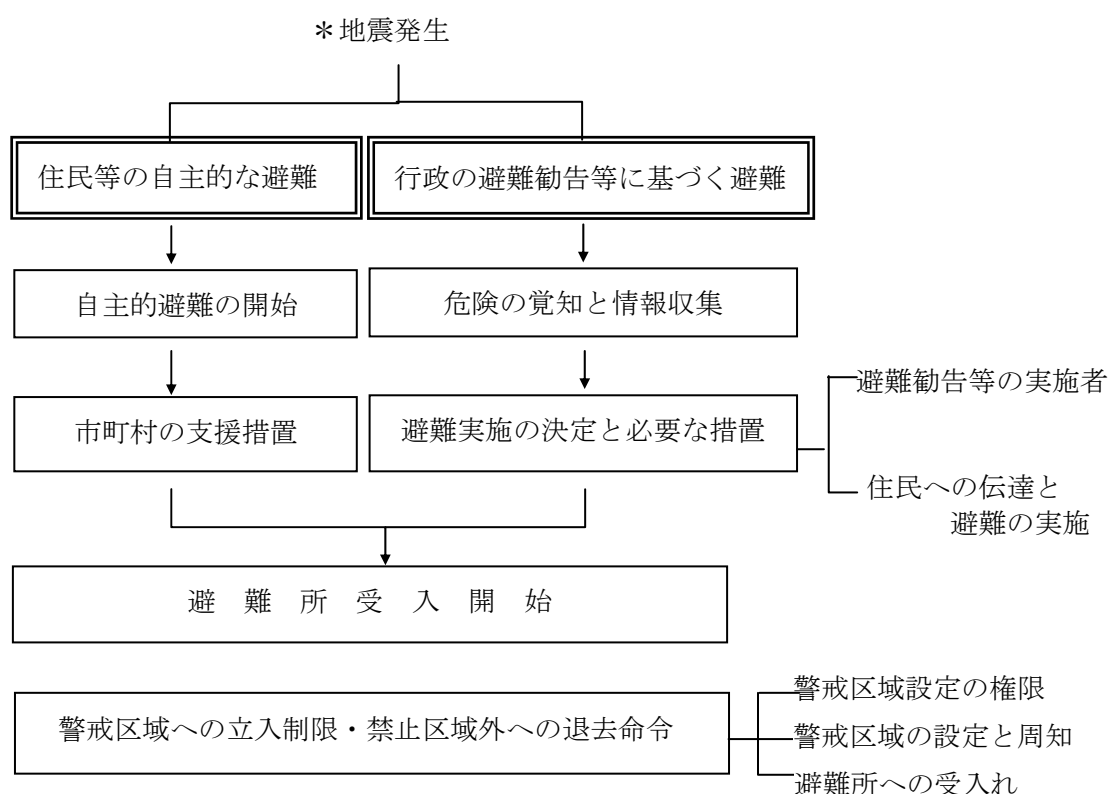 ＊地震発生
住民等の自主的な避難
行政の避難勧告等に基づく避難
自主的避難の開始
危険の覚知と情報収集
市町村の支援措置
避難実施の決定と必要な措置
避難勧告等の実施者
住民への伝達と
避難の実施
避難所受入開始
警戒区域への立入制限・禁止区域外への退去命令
警戒区域設定の権限
警戒区域の設定と周知
避難所への受入れ